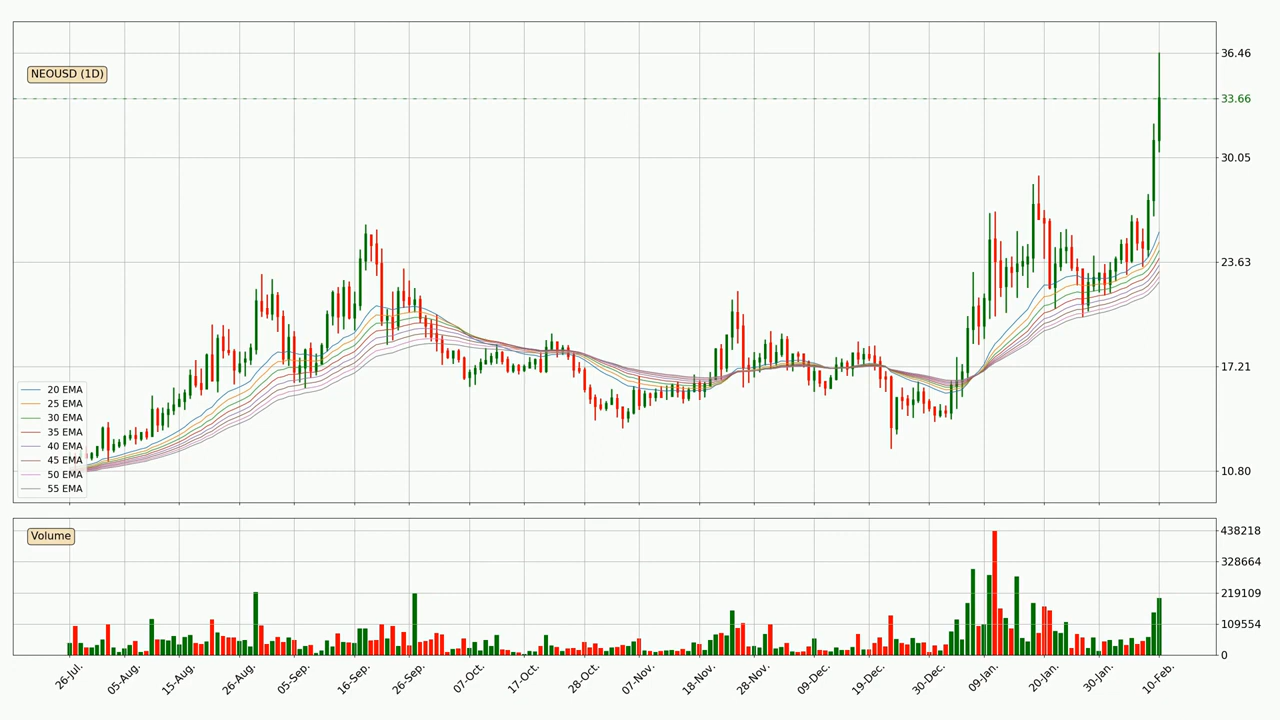 36.46
NEOUSD (1D)
33.66
30.05
23.63
17.21
20 EMA
25 EMA
30 EMA
35 EMA
40 EMA
45 EMA
50 EMA
55 EMA
10.80
Volume
438218
328664
219109
109554
0
26-Jul.
05-Aug.
15-Aug.
26-Aug.
05-Sep.
16-Sep.
26-Sep.
07-Oct.
17-Oct.
28-Oct.
07-Nov.
18-Nov.
28-Nov.
09-Dec.
19-Dec.
30-Dec.
09-Jan.
20-Jan.
30-Jan.
10-Feb.